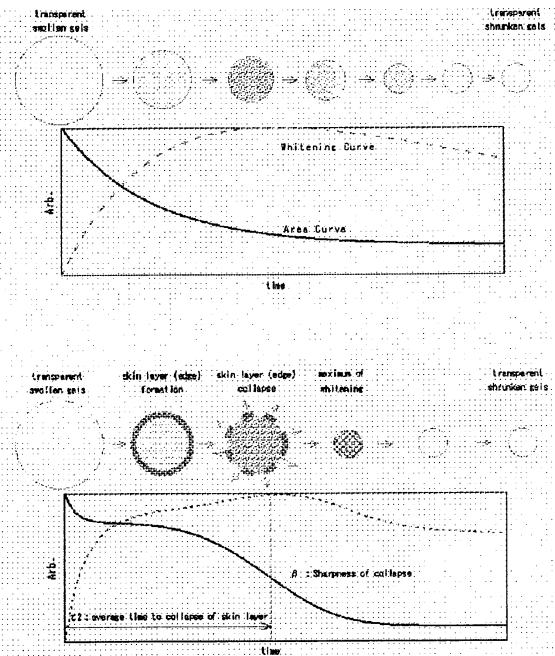 transparent
swollen gels
transparent
shrunken gels
Whitening Curve
Area Curve
Arb.
time
transparent
swollen gels
skin layer (edge)
formation
skin layer (edge)
collapse
maximum of
whitening
transparent
shrunken gels
Arb.
β : Sharpness of collapse
τ2 : average time to collapse of skin layer
time